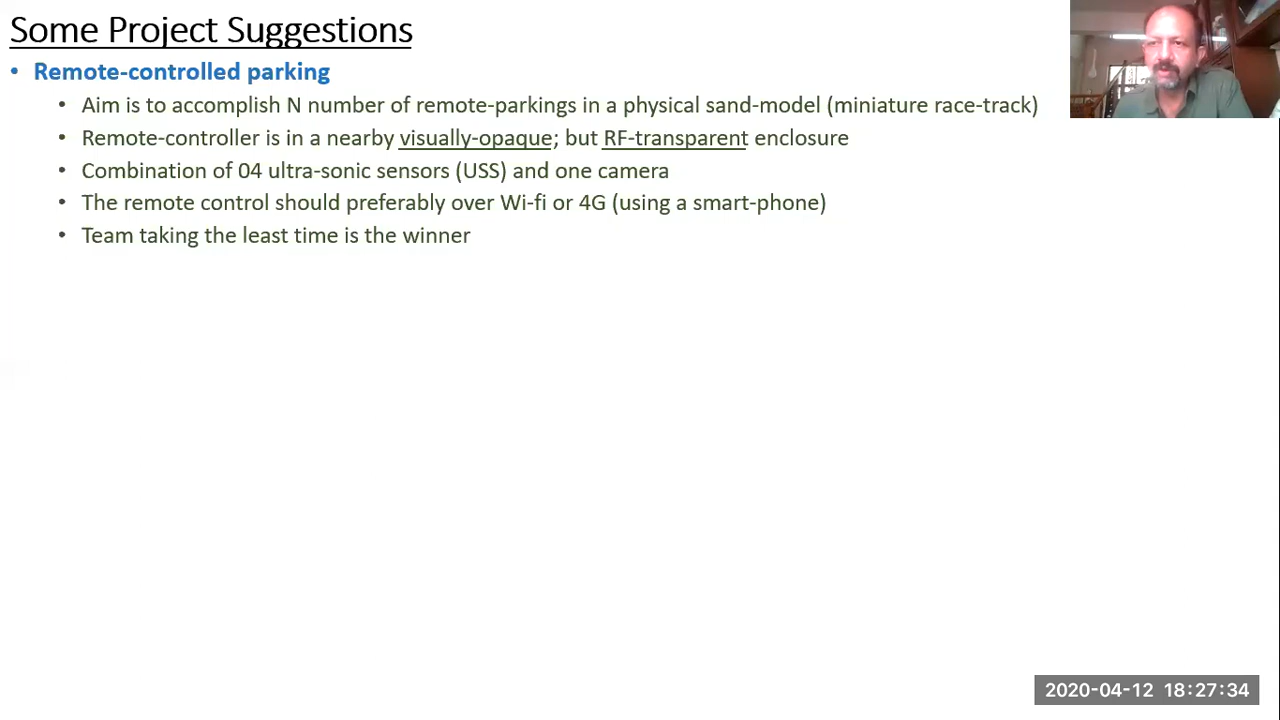 Some Project Suggestions
• Remote-controlled parking
• Aim is to accomplish N number of remote-parkings in a physical sand-model (miniature race-track)
• Remote-controller is in a nearby visually-opaque; but RF-transparent enclosure
• Combination of 04 ultra-sonic sensors (USS) and one camera
• The remote control should preferably over Wi-fi or 4G (using a smart-phone)
• Team taking the least time is the winner
2020-04-12 18:27:34